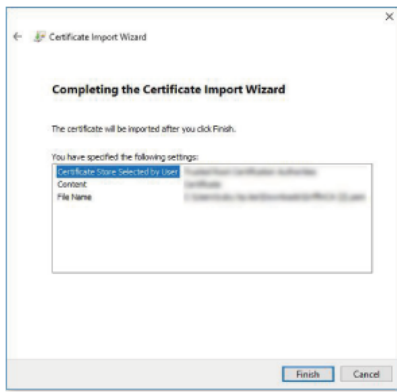 Certificate Import Wizard
Completing the Certificate Import Wizard
The certificate will be imported after you click Finish.
You have specified the following settings:
Certificate Store Selected by User
Content
File Name
Finish
Cancel